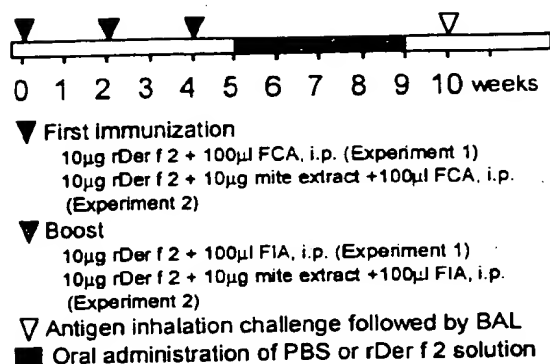 0 1 2 3 4 5 6 7 8 9 10 weeks
First immunization
10µg rDer f 2 + 100µl FCA, i.p. (Experiment 1)
10µg rDer f 2 + 10µg mite extract +100µl FCA, i.p.
(Experiment 2)
Boost
10µg rDer f 2 + 100µl FIA, i.p. (Experiment 1)
10µg rDer f 2 + 10µg mite extract +100µl FIA, i.p.
(Experiment 2)
Antigen inhalation challenge followed by BAL
Oral administration of PBS or rDer f 2 solution